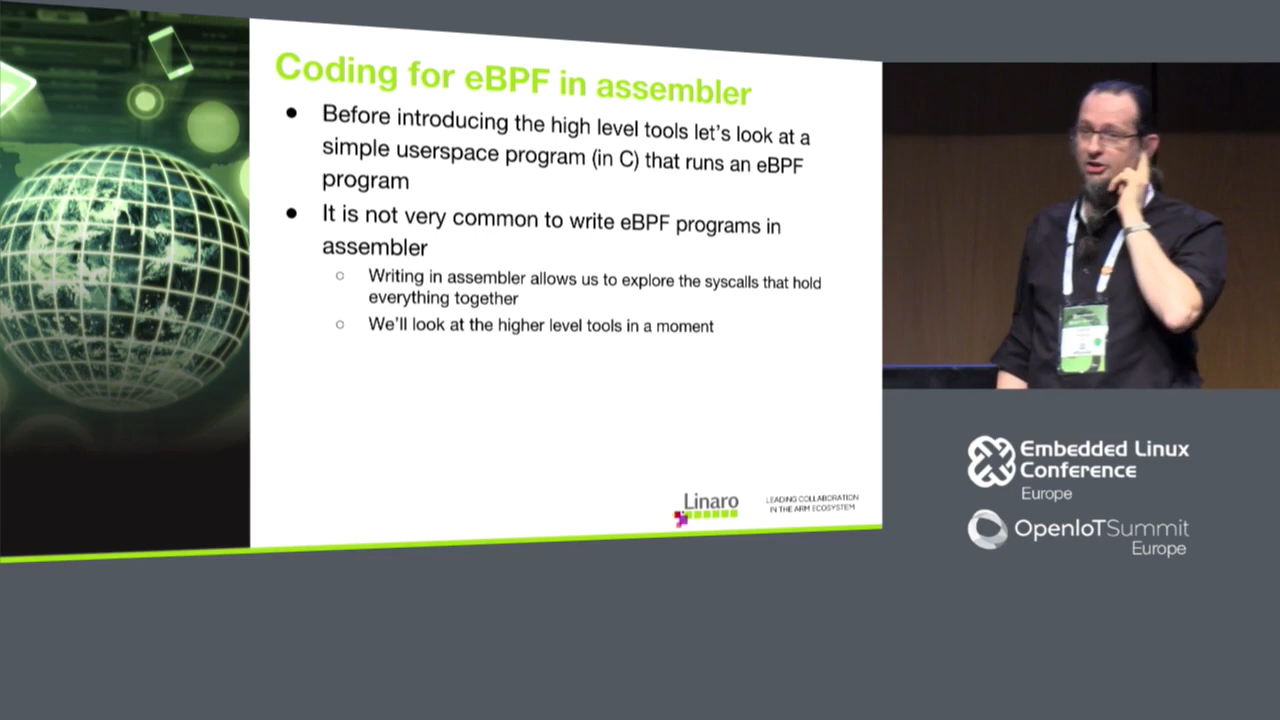 Coding for eBPF in assembler
● Before introducing the high level tools let's look at a
simple userspace program (in C) that runs an eBPF
program
● It is not very common to write eBPF programs in
assembler
○ Writing in assembler allows us to explore the syscalls that hold
everything together
○ We'll look at the higher level tools in a moment
Linaro
LEADING COLLABORATION
IN THE ARM ECOSYSTEM
Embedded Linux
Conference
Europe
OpenIoTSummit
Europe